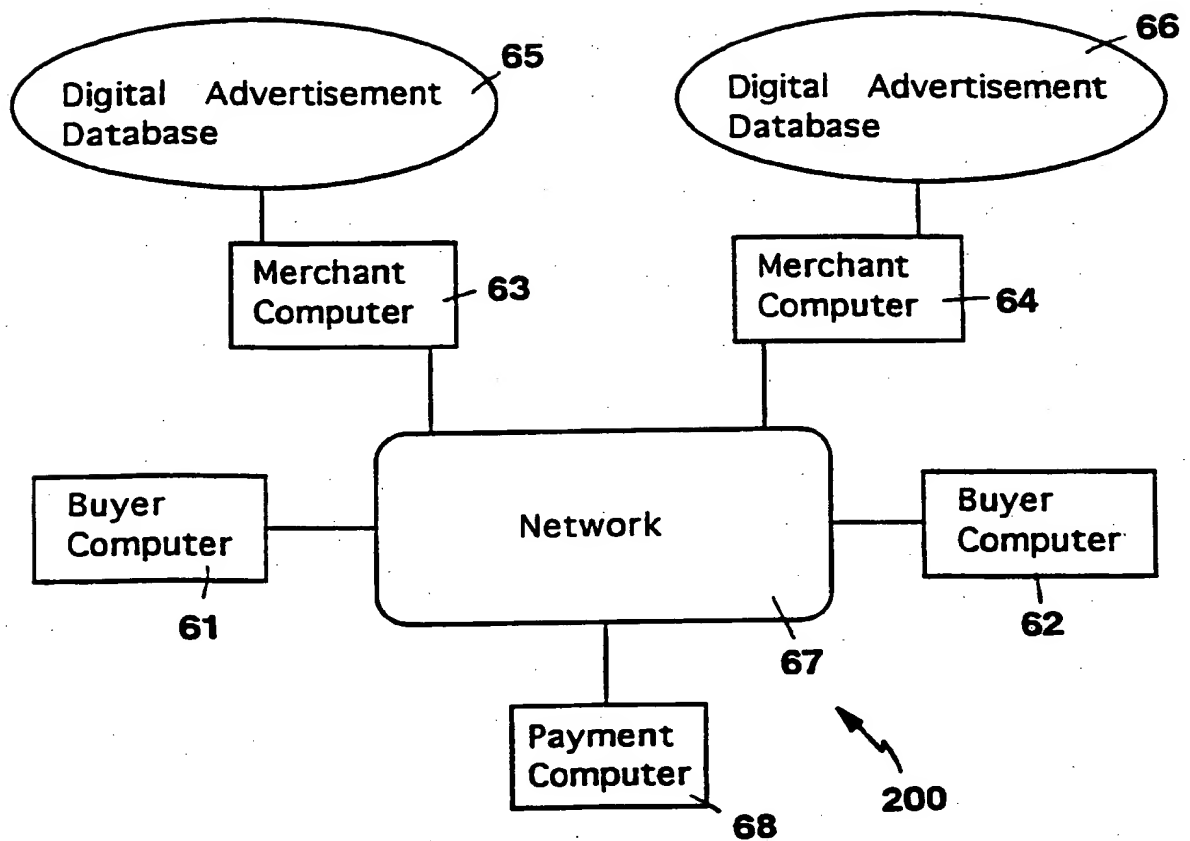 65
Digital Advertisement
Database
66
Digital Advertisement
Database
Merchant
Computer
63
Merchant
Computer
64
Buyer
Computer
61
Network
67
Buyer
Computer
62
Payment
Computer
68
200